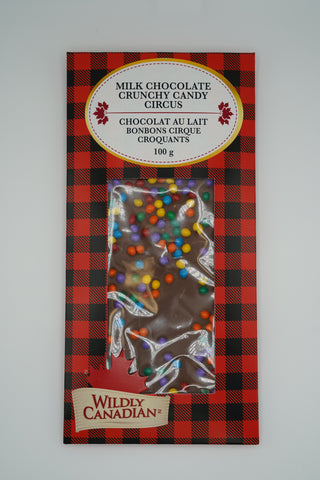 MILK CHOCOLATE
CRUNCHY CANDY
CIRCUS
CHOCOLAT AU LAIT
BONBONS CIRQUE
CROQUANTS
100 g
WILDLY
CANADIAN